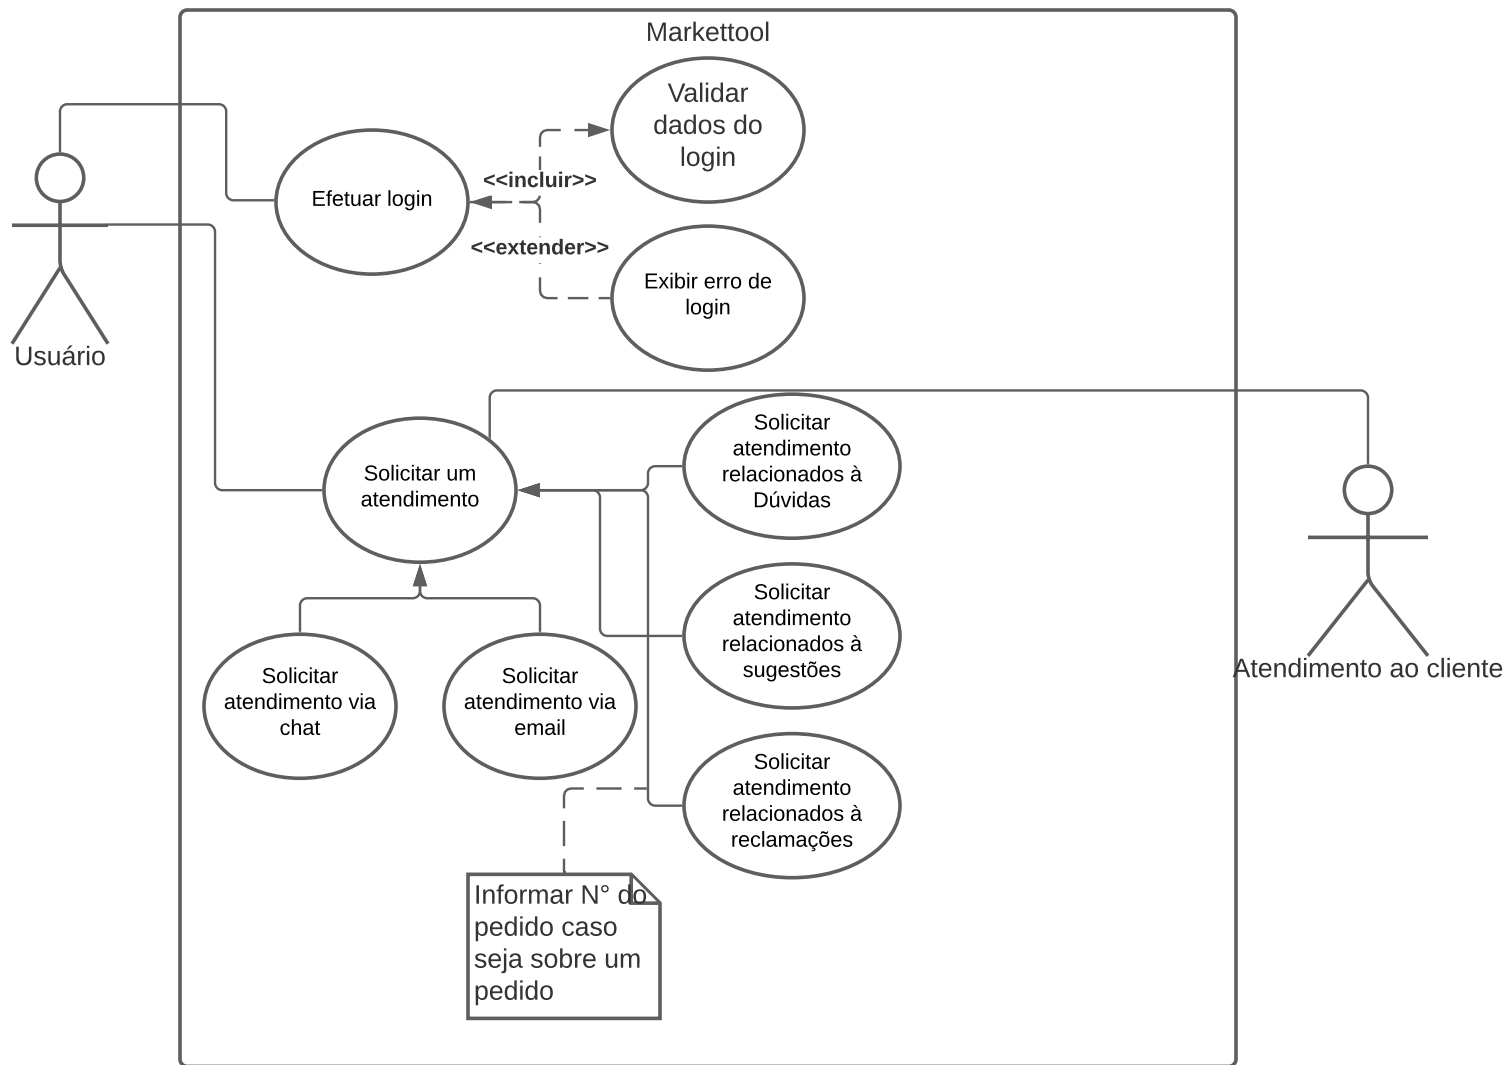 Markettool
Validar
dados do
login
Efetuar login
<<incluir>>
<<extender>>
Exibir erro de
login
Usuário
Solicitar um
atendimento
Solicitar
atendimento
relacionados à
Dúvidas
Solicitar
atendimento
relacionados à
sugestões
Atendimento ao cliente
Solicitar
atendimento via
chat
Solicitar
atendimento via
email
Solicitar
atendimento
relacionados à
reclamações
Informar N° do
pedido caso
seja sobre um
pedido